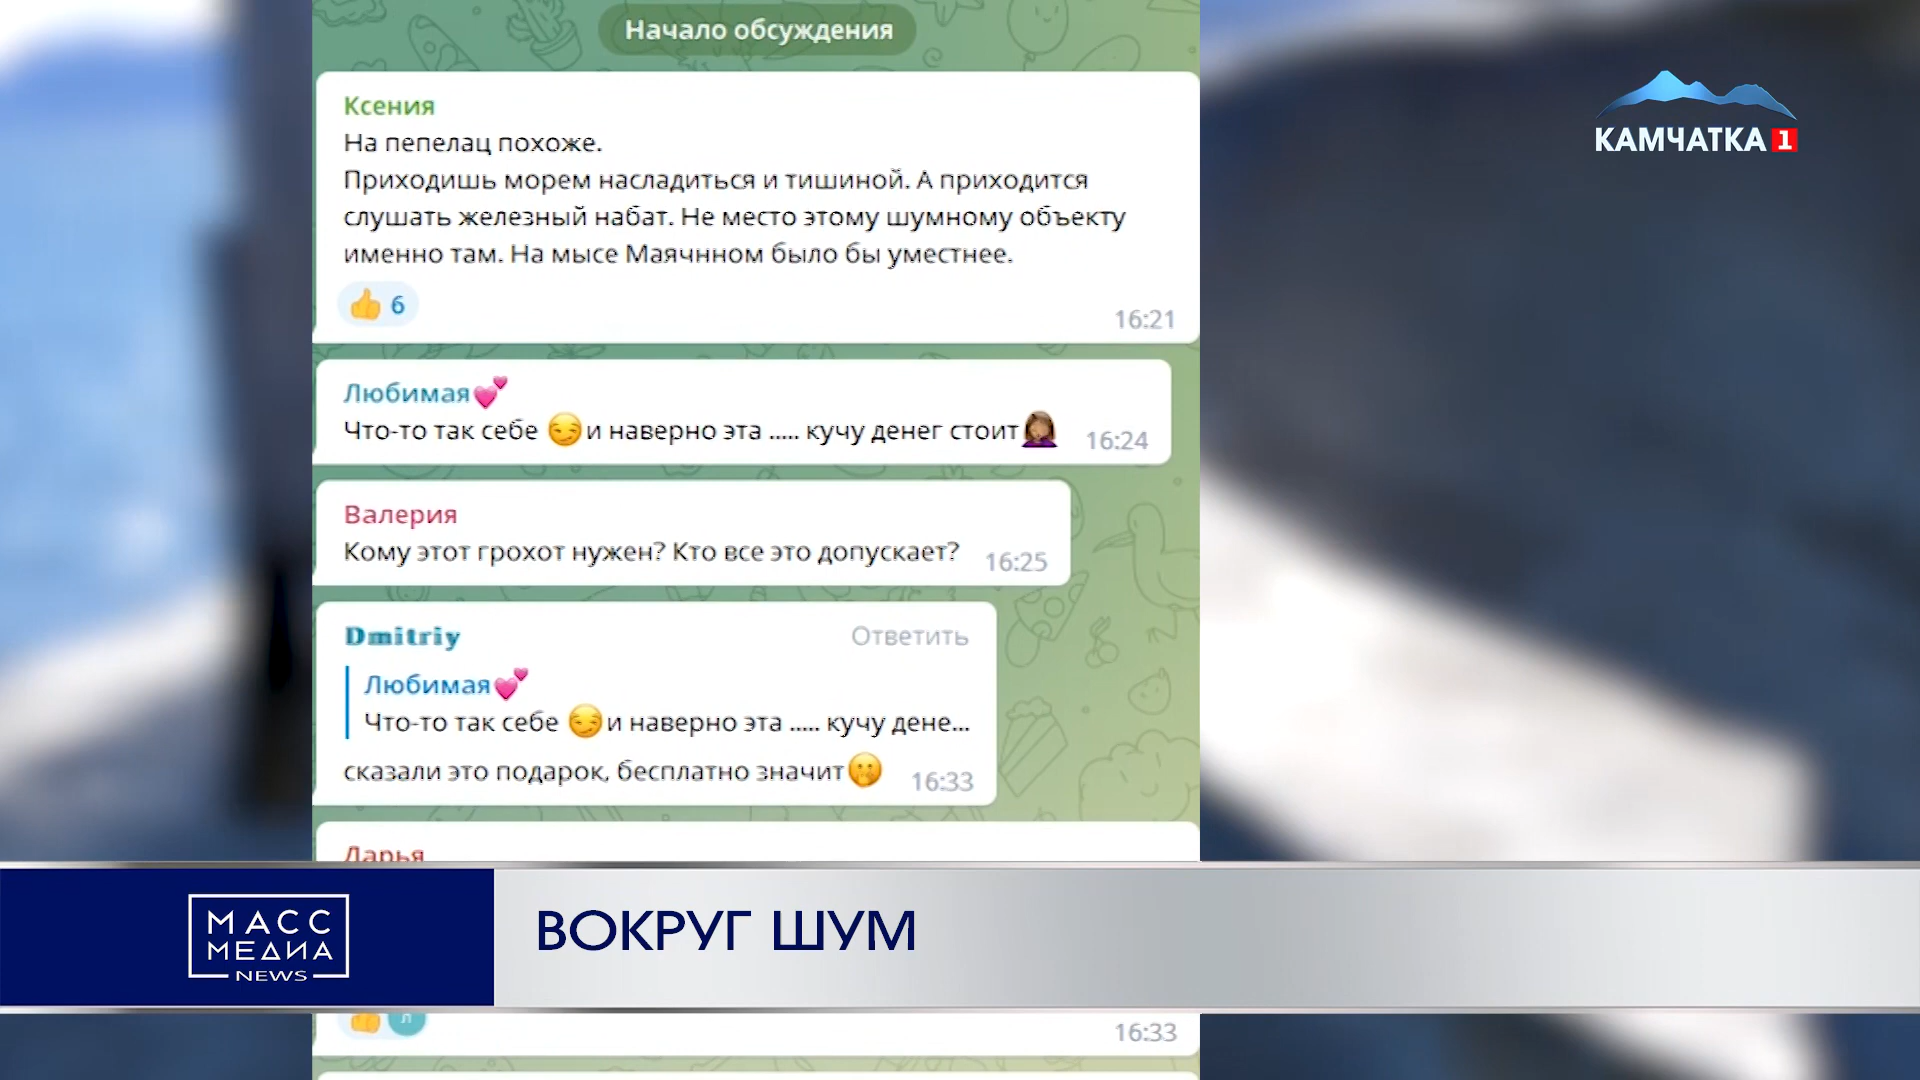 Начало обсуждения
КАМЧАТКА 1
Ксения
На пепелац похоже.
Приходишь морем насладиться и тишиной. А приходится
слушать железный набат. Не место этому шумному объекту
именно там. На мысе Маячнном было бы уместнее.
👍 6
16:21
Любимая💕
Что-то так себе 😏и наверно эта ..... кучу денег стоит🤦🏽‍♀️
16:24
Валерия
Кому этот грохот нужен? Кто все это допускает?
16:25
Dmitriy
Ответить
Любимая💕
Что-то так себе 😏и наверно эта ..... кучу дене...
сказали это подарок, бесплатно значит🤭
16:33
Дарья
МАСС
МЕДИА
NEWS
ВОКРУГ ШУМ
👍 Л
16:33